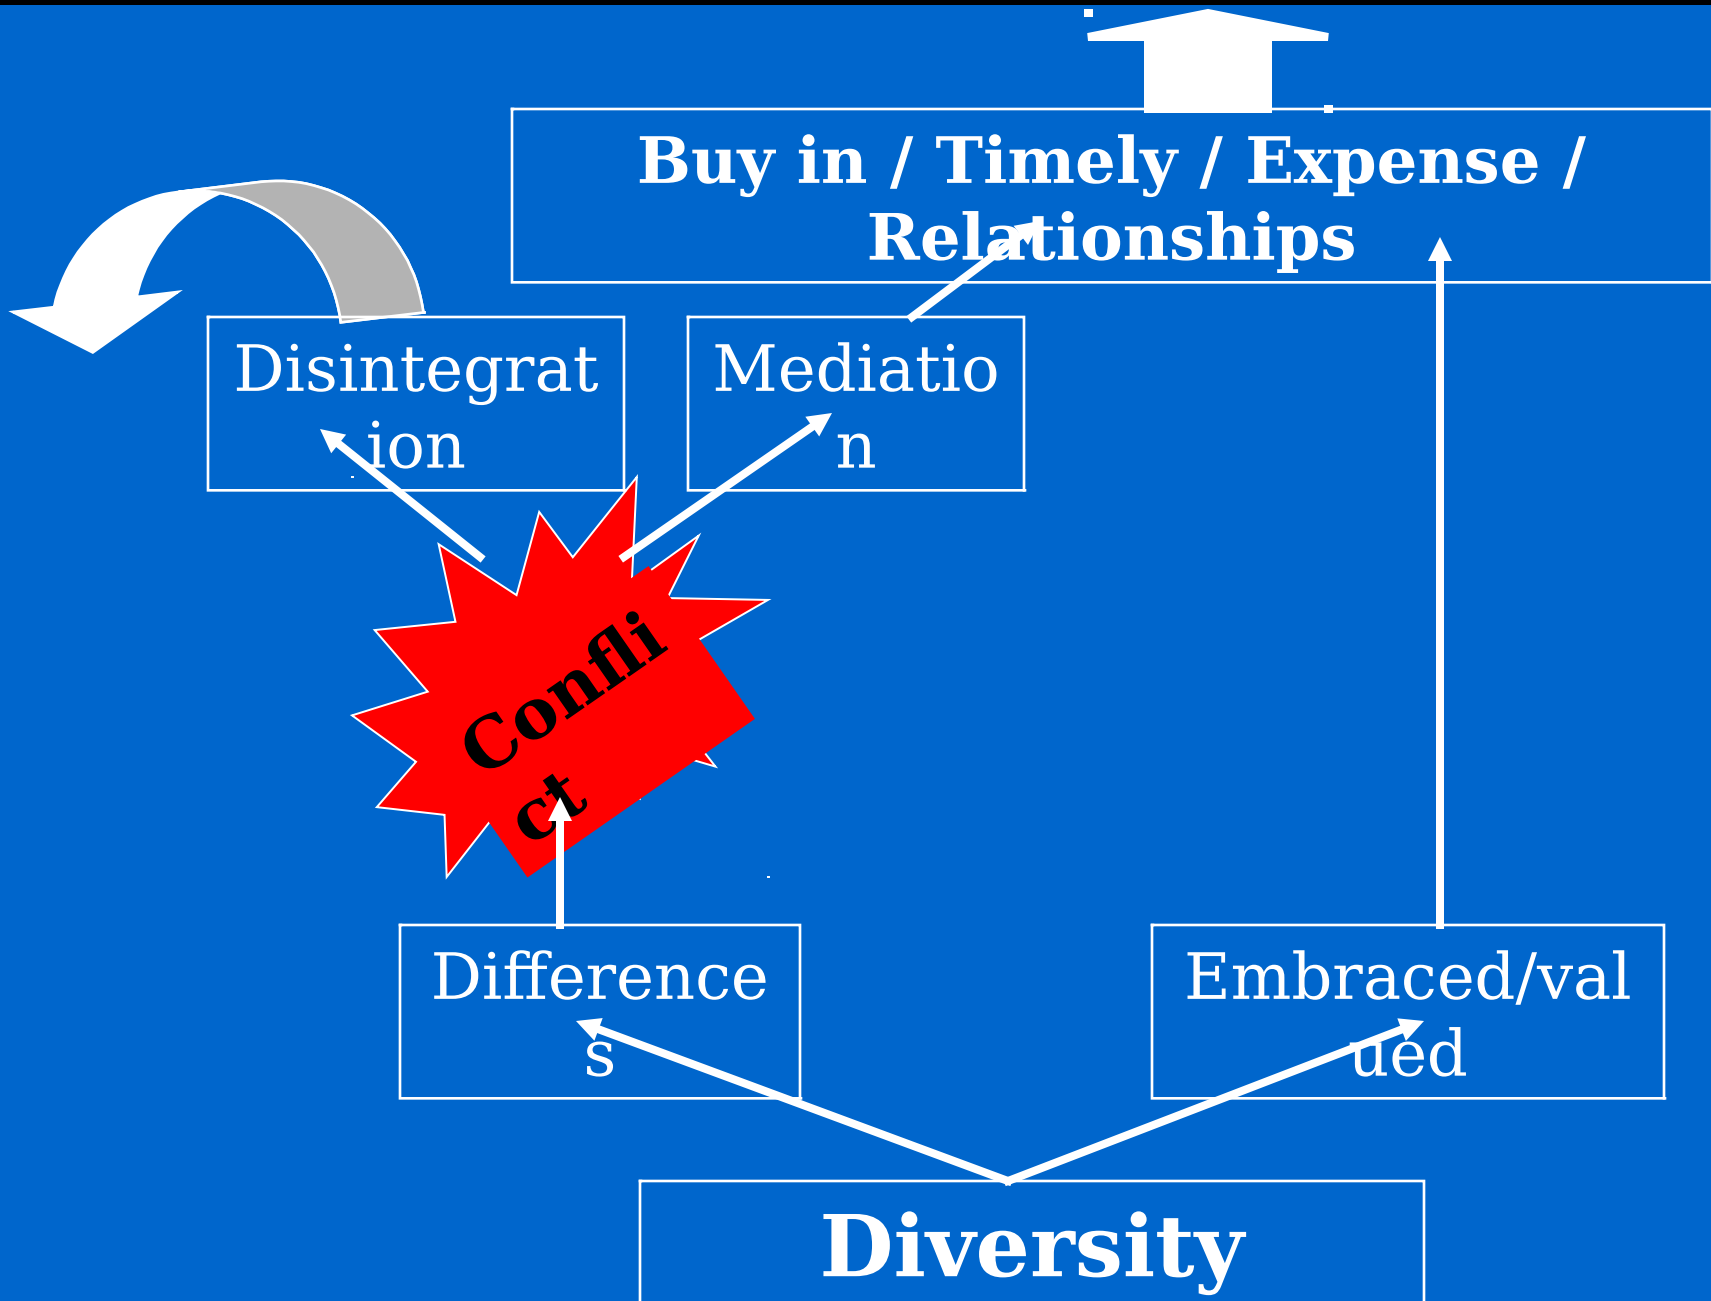 Buy in / Timely / Expense /
Relationships
Disintegrat
ion
Mediatio
n
Confli
ct
Difference
s
Embraced/val
ued
Diversity